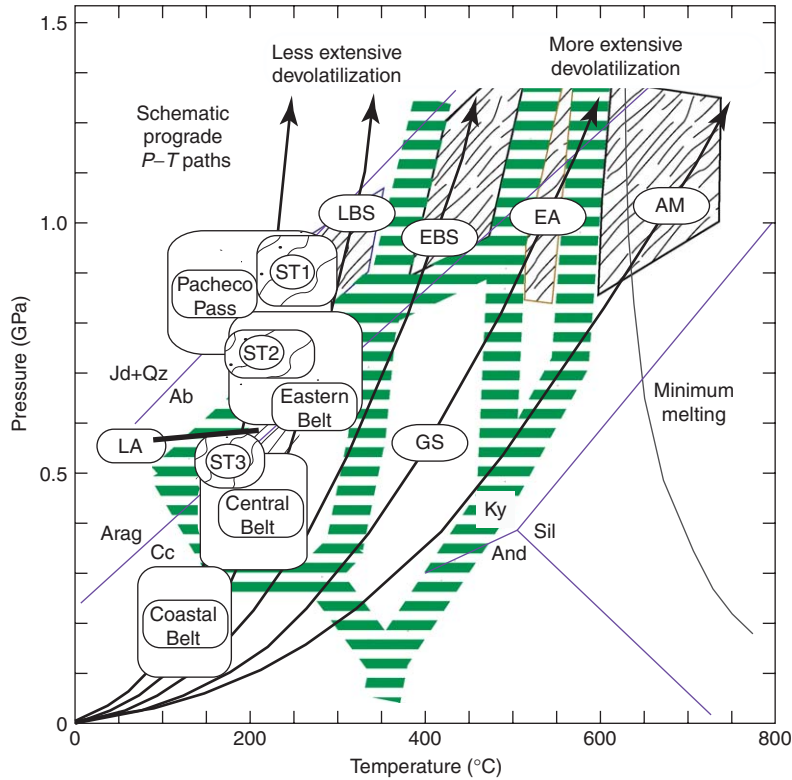 1.5
1.0
0.5
0
Pressure (GPa)
Less extensive
devolatilization
More extensive
devolatilization
Schematic
prograde
P–T paths
LBS
EBS
EA
AM
ST1
Pacheco
Pass
ST2
Jd+Qz
Ab
Eastern
Belt
Minimum
melting
LA
ST3
GS
Central
Belt
Ky
Sil
And
Arag
Cc
Coastal
Belt
0
200
400
600
800
Temperature (°C)